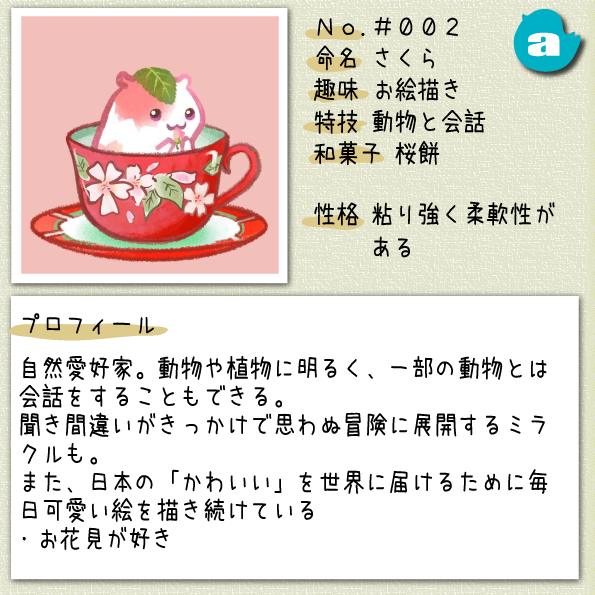 No.#002
a
命名 さくら
趣味 お絵描き
特技 動物と会話
和菓子 桜餅
性格 粘り強く柔軟性が
ある
プロフィール
自然愛好家。動物や植物に明るく、一部の動物とは
会話をすることもできる。
聞き間違いがきっかけで思わぬ冒険に展開するミラ
クルも。
また、日本の「かわいい」を世界に届けるために毎
日可愛い絵を描き続けている
・お花見が好き